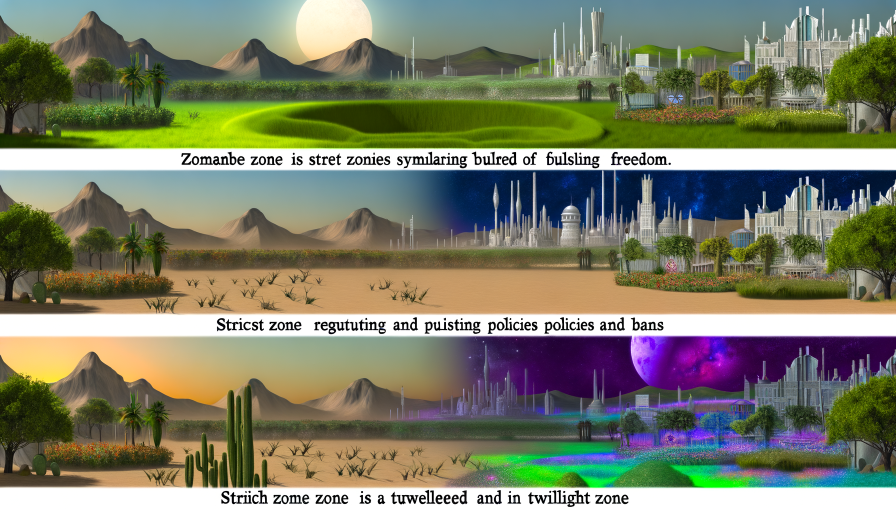 Zomanbe zone is stret zonies symilaring bulred of fulsling freedom.
Stricst zone regututing and puisting policies policies and bans
Striich zome zone is a tuwelleeed and in twillight zone